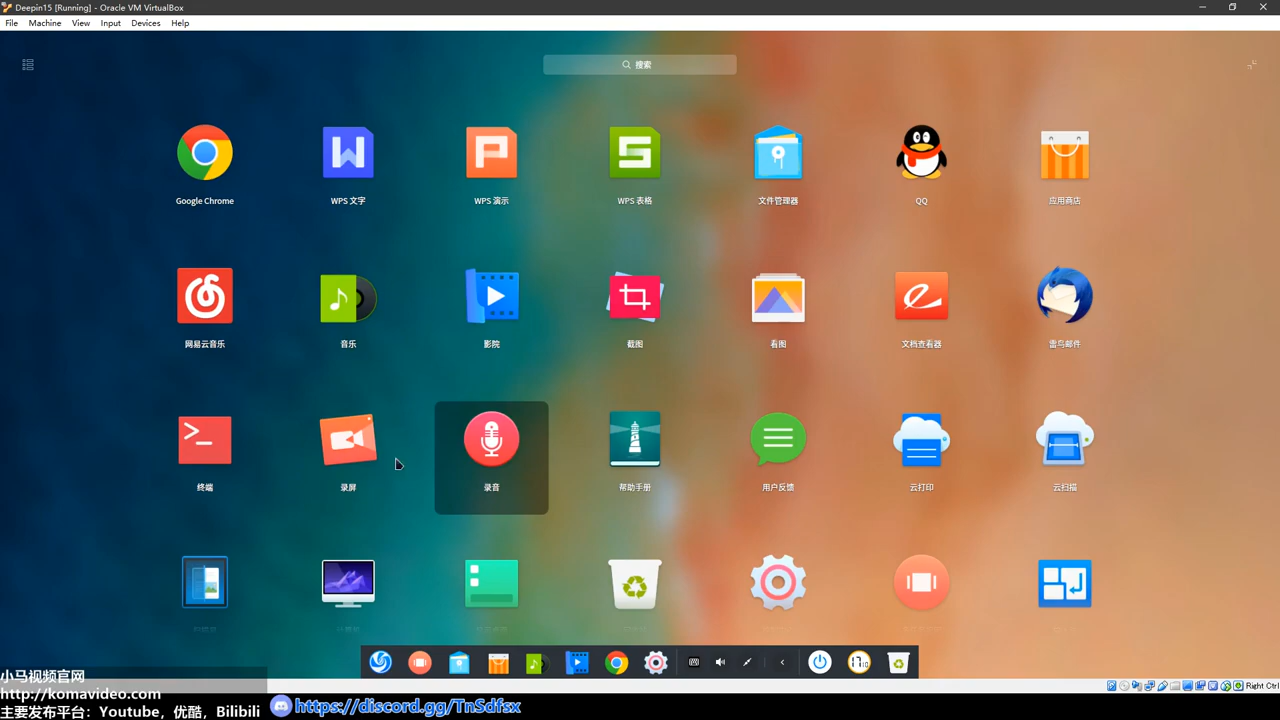 Deepin15 [Running] - Oracle VM VirtualBox
File Machine View Input Devices Help
搜索
Google Chrome
WPS 文字
WPS 演示
WPS 表格
文件管理器
QQ
应用商店
网易云音乐
音乐
影院
截图
看图
文档查看器
雷鸟邮件
终端
录屏
录音
帮助手册
用户反馈
云打印
云扫描
Right Ctrl
小马视频官网
http://komavideo.com
主要发布平台：Youtube，优酷，Bilibili
https://discord.gg/TnSdfsx